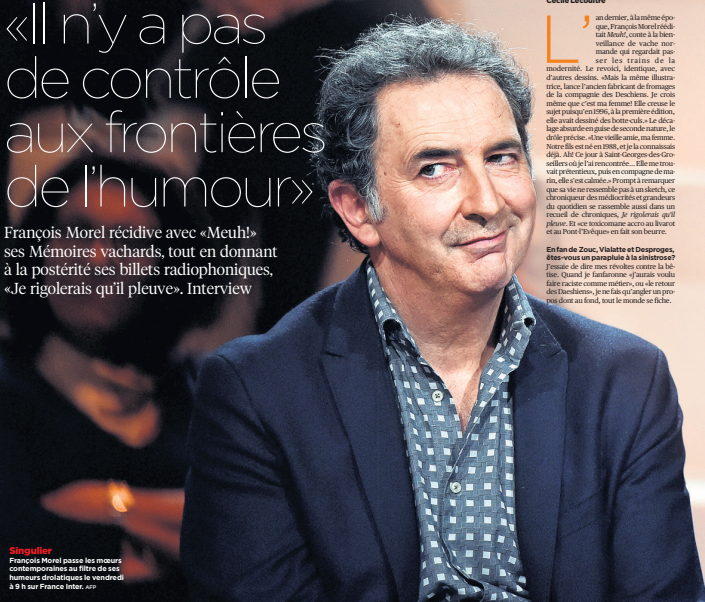 «Il n’y a pas
de contrôle
aux frontières
de l’humour»
François Morel récidive avec «Meuh!»
ses Mémoires vachards, tout en donnant
à la postérité ses billets radiophoniques,
«Je rigolerais qu’il pleuve». Interview
Cécile Lecoultre
L’an dernier, à la même épo-
que, François Morel réédi-
tait Meuh!, conte à la bien-
veillance de vache nor-
mande qui regardait pas-
ser les trains de la
modernité. Le revoici, identique, avec
d’autres dessins. «Mais la même illustra-
trice, lance l’ancien fabricant de fromages
de la compagnie des Deschiens. Je crois
même que c’est ma femme! Elle creuse le
sujet puisqu’en 1996, à la première édition,
elle avait dessiné des botte-culs.» Le déca-
lage absurde en guise de seconde nature, le
drôle précise. «Une vieille amie, ma femme.
Notre fils est né en 1988, et je la connaissais
déjà. Ah! Ce jour à Saint-Georges-des-Gro-
seillers où je l’ai rencontrée… Elle me trou-
vait prétentieux, puis en compagne de ma-
rin, elle s’est calmée.» Prompt à remarquer
que sa vie ne ressemble pas à un sketch, ce
chroniqueur des médiocrités et grandeurs
du quotidien se rassemble aussi dans un
recueil de chroniques, Je rigolerais qu’il
pleuve. Et «ce toxicomane accro au livarot
et au Pont-l’Evêque» en fait son beurre.
En fan de Zouc, Vialatte et Desproges,
êtes-vous un parapluie à la sinistrose?
J’essaie de dire mes révoltes contre la bê-
tise. Quand je fanfaronne «j’aurais voulu
faire raciste comme métier», ou «le retour
des Daeshiens», je ne fais qu’angler un pro-
pos dont au fond, tout le monde se fiche.
Singulier
François Morel passe les mœurs
contemporaines au filtre de ses
humeurs drolatiques le vendredi
à 9 h sur France Inter. AFP